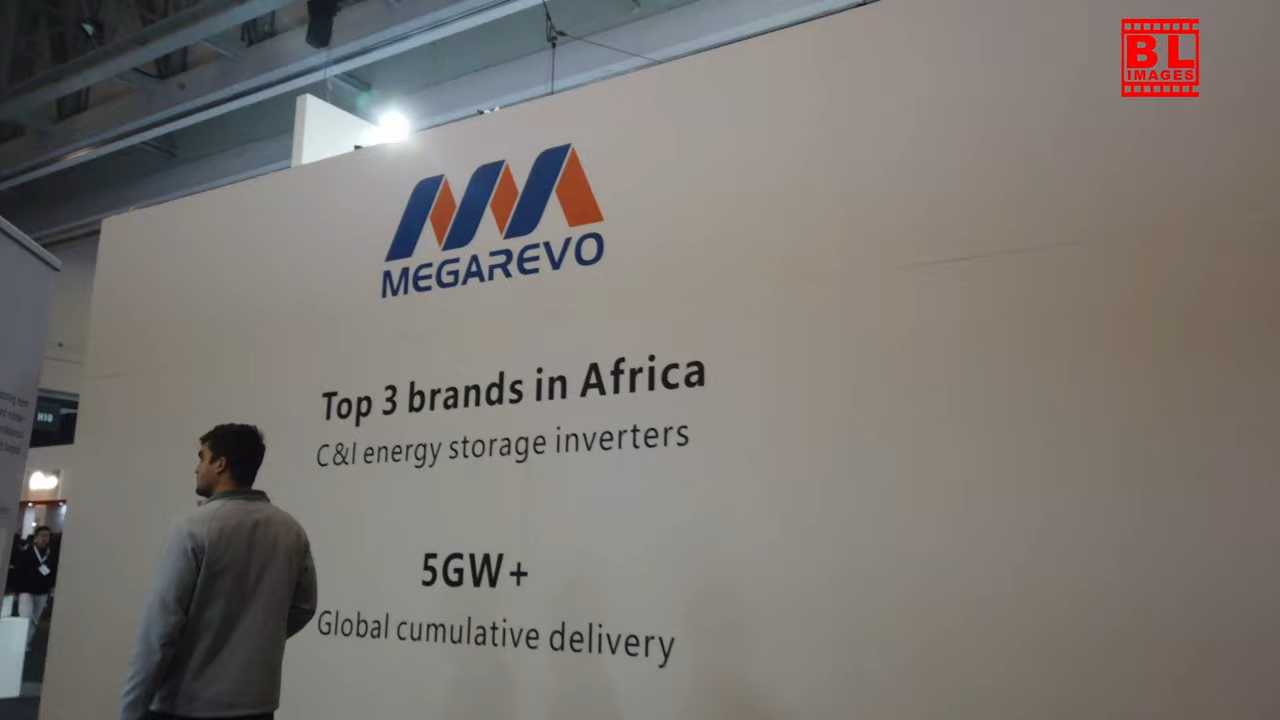 BL
IMAGES
MEGAREVO
Top 3 brands in Africa
C&I energy storage inverters
5GW+
Global cumulative delivery
H10